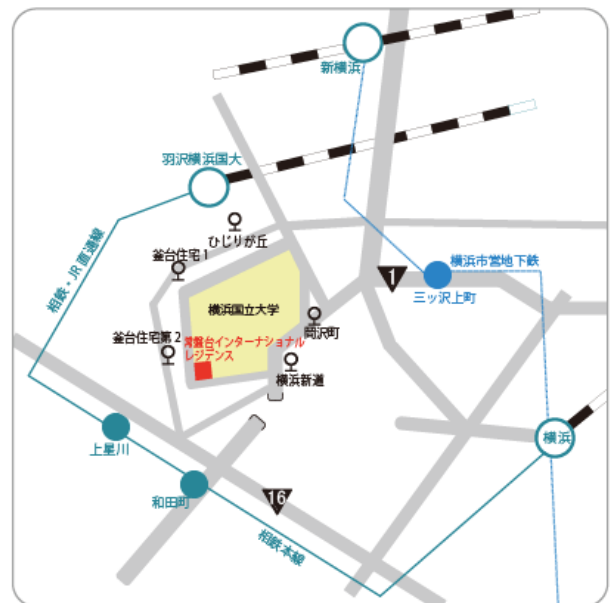 新横浜
羽沢横浜国大
ひじりが丘
相鉄・JR直通線
釜台住宅1
横浜市営地下鉄
1
三ッ沢上町
横浜国立大学
岡沢町
釜台住宅第2
常盤台インターナショナル
レジデンス
横浜新道
横浜
上星川
和田町
16
相鉄本線